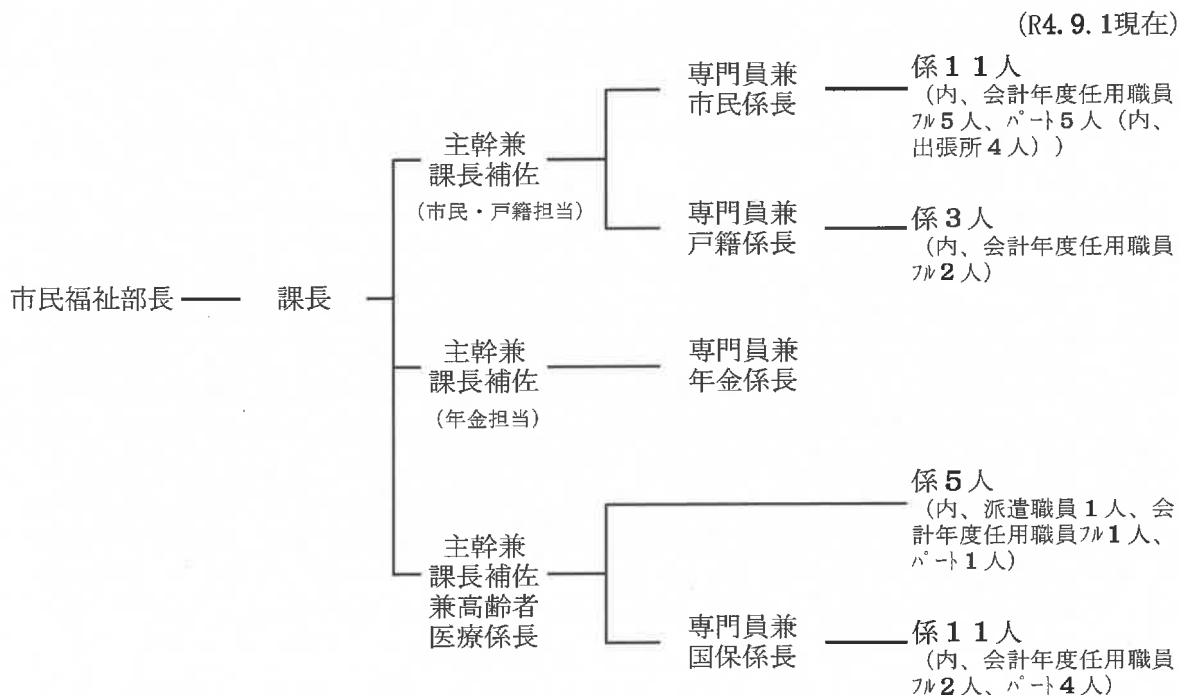 (R4.9.1現在)
専門員兼
市民係長
係11人
(内、会計年度任用職員
ﾌﾙ5人、ﾊﾟｰﾄ5人(内、
出張所4人))
主幹兼
課長補佐
(市民・戸籍担当)
専門員兼
戸籍係長
係3人
(内、会計年度任用職員
ﾌﾙ2人)
市民福祉部長
課長
主幹兼
課長補佐
(年金担当)
専門員兼
年金係長
主幹兼
課長補佐
兼高齢者
医療係長
係5人
(内、派遣職員1人、会
計年度任用職員ﾌﾙ1人、
ﾊﾟｰﾄ1人)
専門員兼
国保係長
係11人
(内、会計年度任用職員
ﾌﾙ2人、ﾊﾟｰﾄ4人)